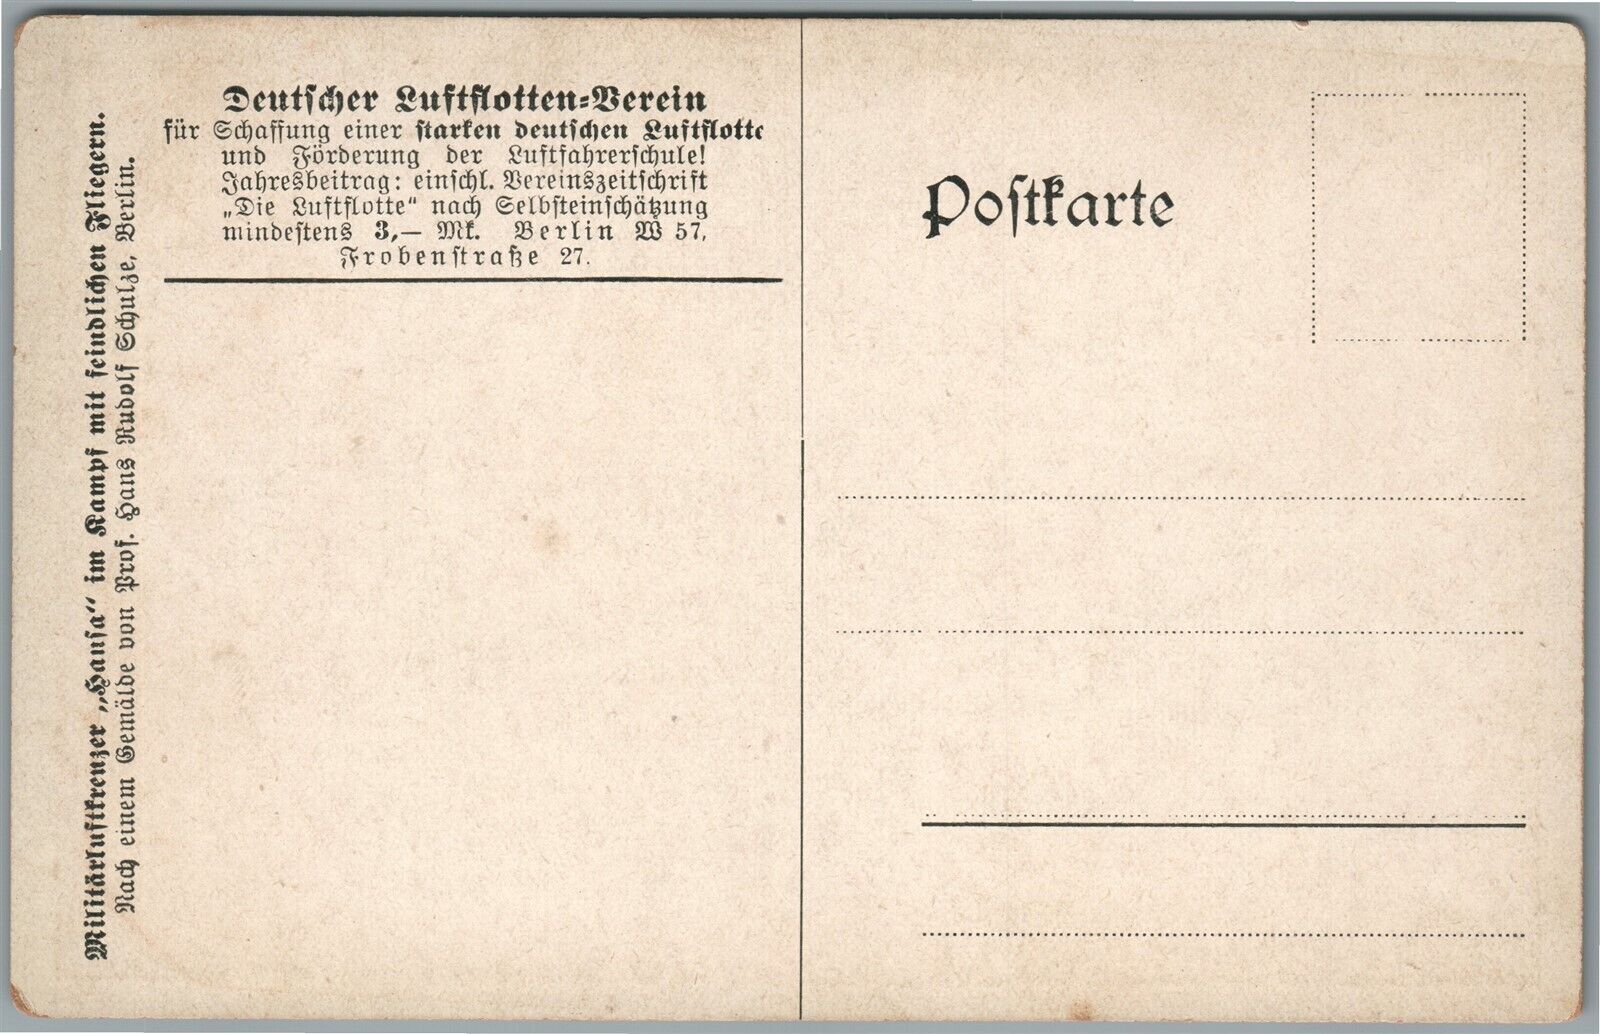 Deutscher Luftflotten-Verein
für Schaffung einer starken deutschen Luftflotte
und Förderung der Luftfahrerschule!
Jahresbeitrag: einschl. Vereinszeitschrift
„Die Luftflotte“ nach Selbsteinschätzung
mindestens 3,— Mk. Berlin W 57,
Frobenstraße 27.
Militärluftkreuzer „Hansa“ im Kampf mit feindlichen Fliegern.
Nach einem Gemälde von Prof. Hans Rudolf Schulze, Berlin.
Postkarte